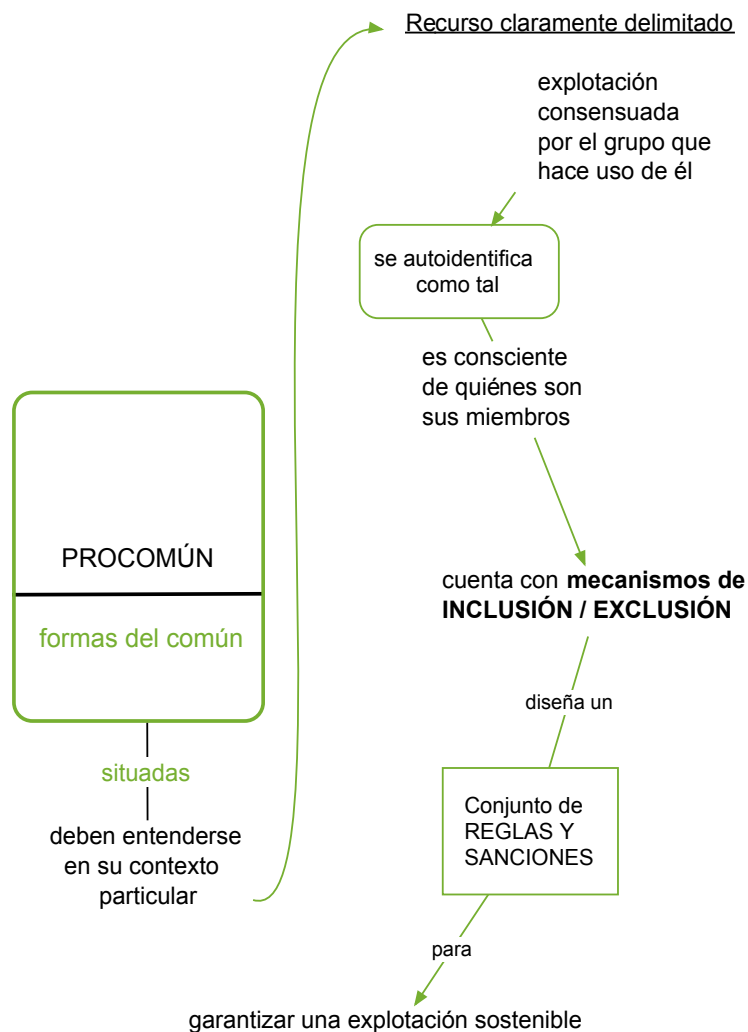 PROCOMÚN
formas del común
situadas
deben entenderse
en su contexto
particular
Recurso claramente delimitado
explotación
consensuada
por el grupo que
hace uso de él
se autoidentifica
como tal
es consciente
de quiénes son
sus miembros
cuenta con mecanismos de
INCLUSIÓN / EXCLUSIÓN
diseña un
Conjunto de
REGLAS Y
SANCIONES
para
garantizar una explotación sostenible